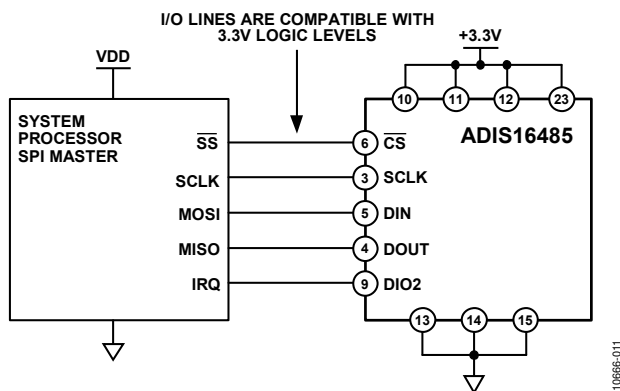 I/O LINES ARE COMPATIBLE WITH
3.3V LOGIC LEVELS
VDD
+3.3V
10
11
12
23
SYSTEM
PROCESSOR
SPI MASTER
ADIS16485
SS
6
CS
SCLK
3
SCLK
MOSI
5
DIN
MISO
4
DOUT
IRQ
9
DIO2
13
14
15
10666-011